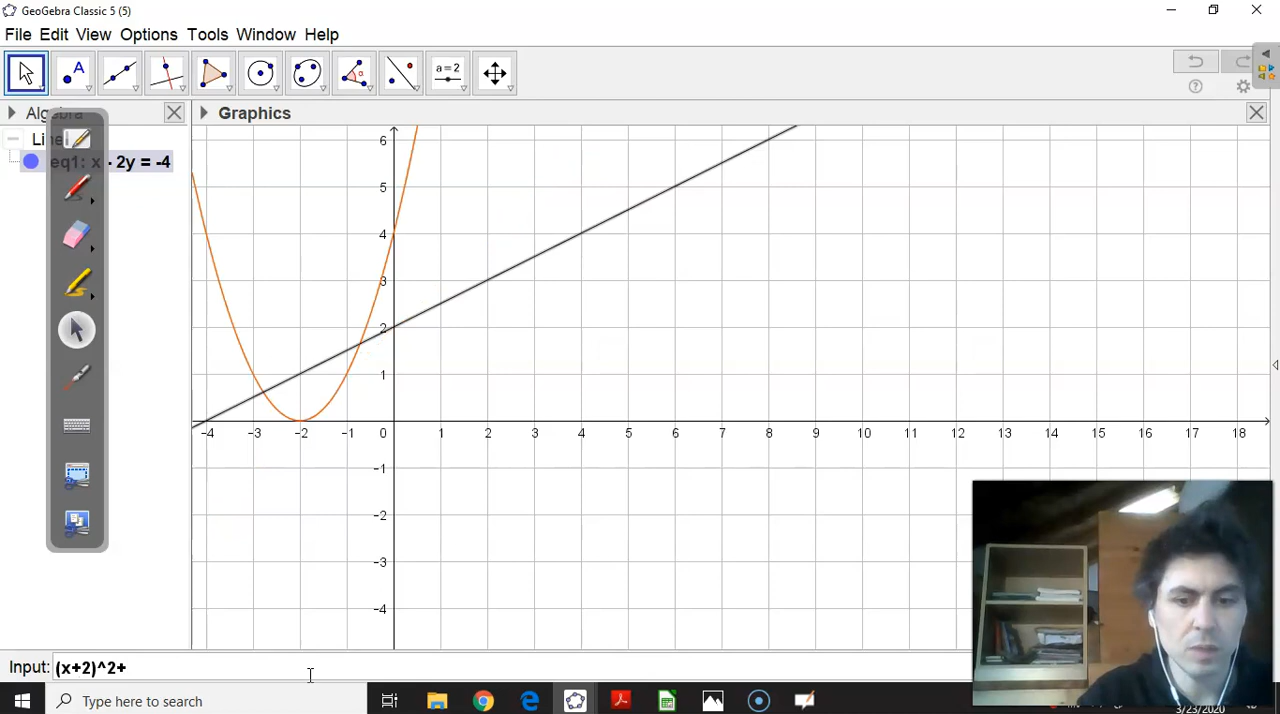 GeoGebra Classic 5 (5)
File Edit View Options Tools Window Help
A
α
a=2
Graphics
eq1: x - 2y = -4
6
5
4
3
2
1
-4 -3 -2 -1 0 1 2 3 4 5 6 7 8 9 10 11 12 13 14 15 16 17 18
-1
-2
-3
-4
Input: (x+2)^2+
Type here to search
3/23/2020